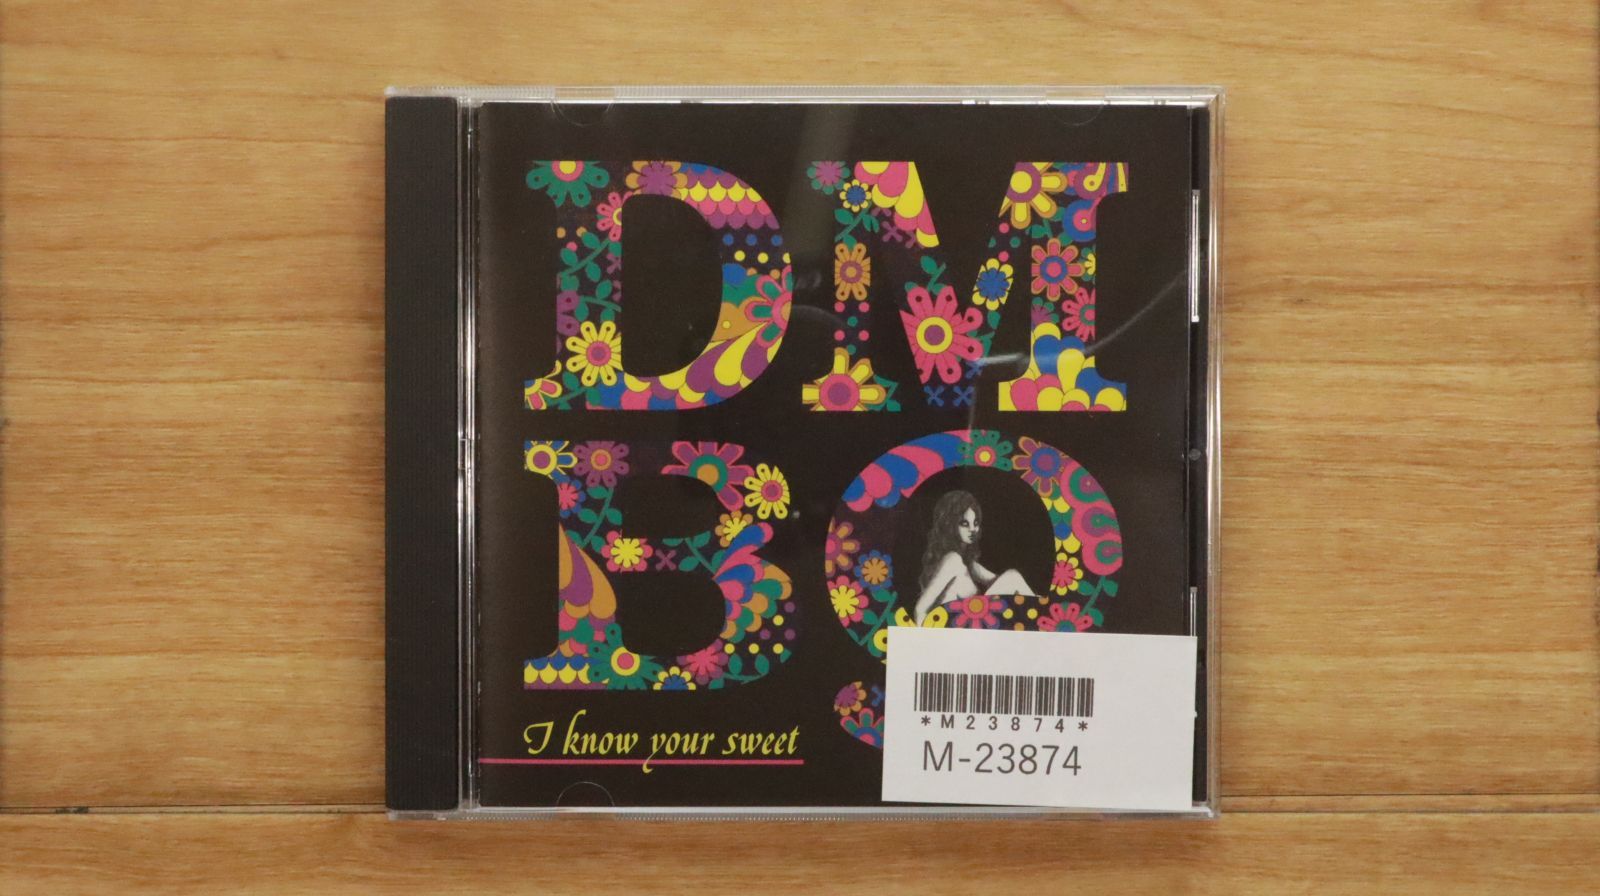 DM
BQ
I know your sweet
*M23874*
M-23874